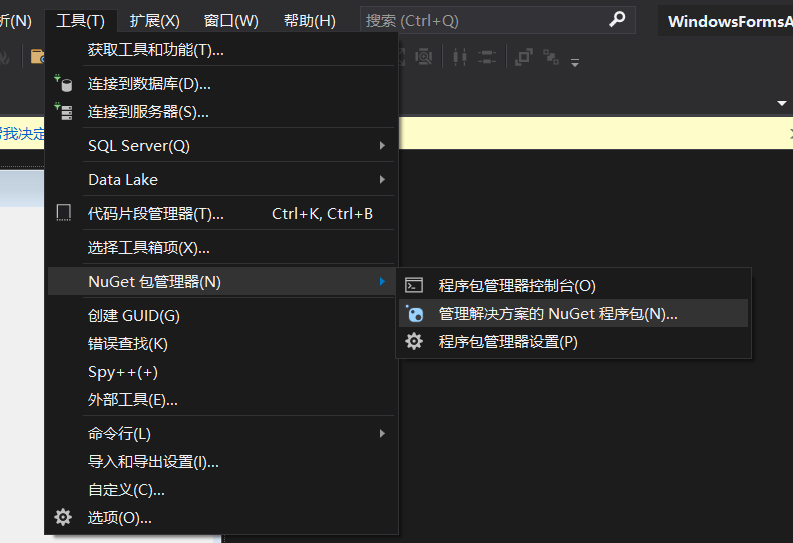 析(N) 工具(T) 扩展(X) 窗口(W) 帮助(H) 搜索 (Ctrl+Q) WindowsFormsA
获取工具和功能(T)...
连接到数据库(D)...
连接到服务器(S)...
帮我决定
SQL Server(Q)
Data Lake
代码片段管理器(T)... Ctrl+K, Ctrl+B
选择工具箱项(X)...
NuGet 包管理器(N)
程序包管理器控制台(O)
管理解决方案的 NuGet 程序包(N)...
程序包管理器设置(P)
创建 GUID(G)
错误查找(K)
Spy++(+)
外部工具(E)...
命令行(L)
导入和导出设置(I)...
自定义(C)...
选项(O)...